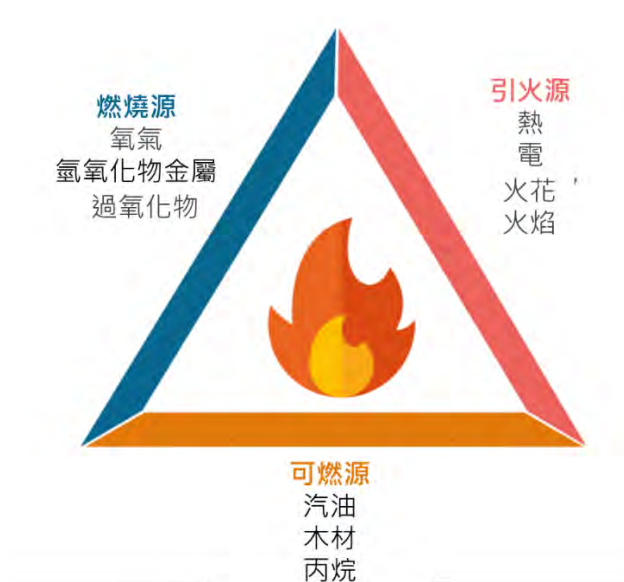 燃燒源
氧氣
氫氧化物金屬
過氧化物
引火源
熱
電
火花，
火焰
可燃源
汽油
木材
丙烷